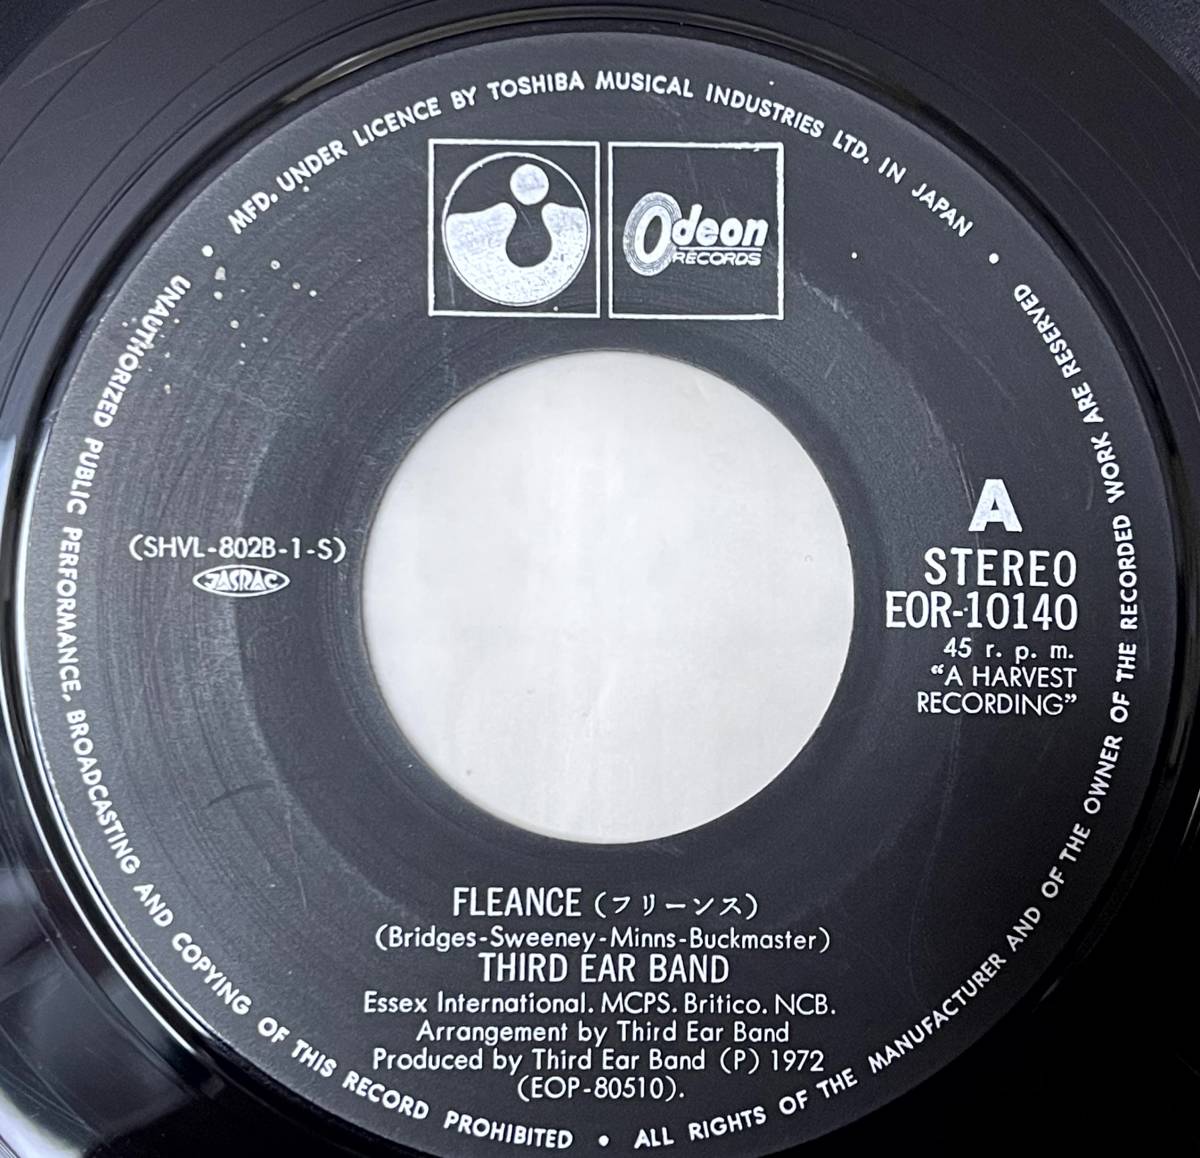 MFD. UNDER LICENCE BY TOSHIBA MUSICAL INDUSTRIES LTD. IN JAPAN
Odeon
RECORDS
(SHVL-802B-1-S)
JASRAC
A
STEREO
EOR-10140
45 r. p. m.
“A HARVEST
RECORDING”
FLEANCE (フリーンス)
(Bridges-Sweeney-Minns-Buckmaster)
THIRD EAR BAND
Essex International. MCPS. Britico. NCB.
Arrangement by Third Ear Band
Produced by Third Ear Band (P) 1972
(EOP-80510).
UNAUTHORIZED PUBLIC PERFORMANCE, BROADCASTING AND COPYING OF THIS RECORD PROHIBITED • ALL RIGHTS OF THE MANUFACTURER AND OF THE OWNER OF THE RECORDED WORK ARE RESERVED •